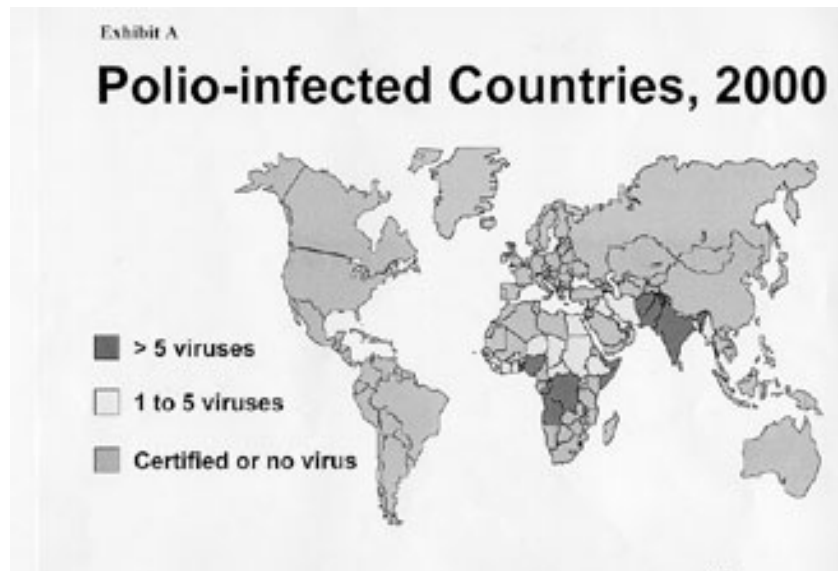 Exhibit A
Polio-infected Countries, 2000
> 5 viruses
1 to 5 viruses
Certified or no virus